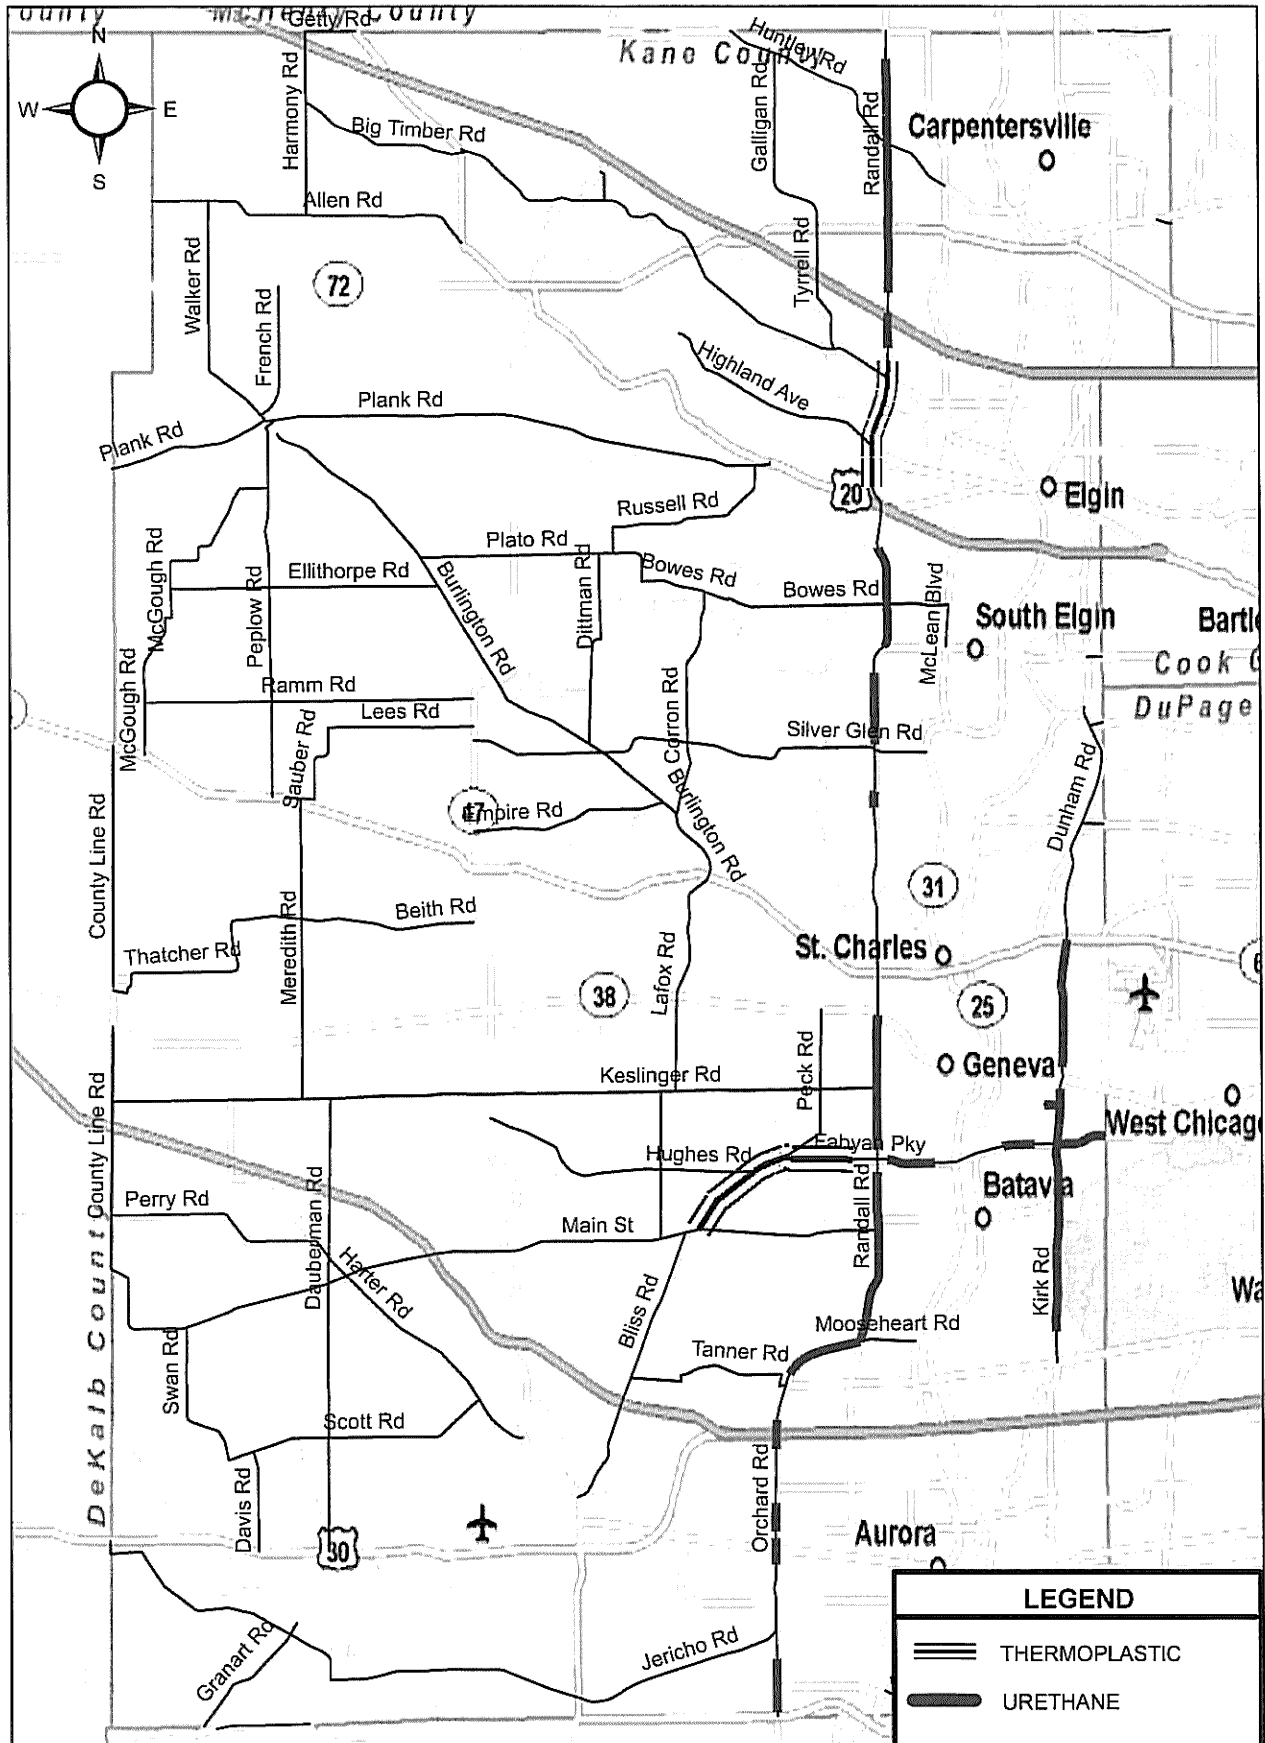 McHenry County
Getty Rd
N
W
E
S
Huntley Rd
Kane County
Harmony Rd
Big Timber Rd
Galligan Rd
Randall Rd
Carpentersville
Allen Rd
Walker Rd
72
French Rd
Tyrrell Rd
Highland Ave
Plank Rd
Plank Rd
20
Elgin
Russell Rd
Plato Rd
McGough Rd
Ellithorpe Rd
Peplow Rd
Burlington Rd
Dittman Rd
Bowes Rd
Bowes Rd
McLean Blvd
South Elgin
Cook
DuPage
McGough Rd
Ramm Rd
Sauber Rd
Lees Rd
Corron Rd
Silver Glen Rd
Dunham Rd
County Line Rd
47
Empire Rd
Burlington Rd
31
Beith Rd
Meredith Rd
Thatcher Rd
Lafox Rd
St. Charles
38
25
Peck Rd
Geneva
Keslinger Rd
County Line Rd
West Chicag
Hughes Rd
Fabyan Pky
Batavia
Perry Rd
Dauberman Rd
Main St
Randall Rd
Harter Rd
Bliss Rd
Kirk Rd
Mooseheart Rd
Tanner Rd
DeKalb Count
Swan Rd
Scott Rd
Davis Rd
30
Orchard Rd
Aurora
Granart Rd
Jericho Rd
LEGEND
THERMOPLASTIC
URETHANE